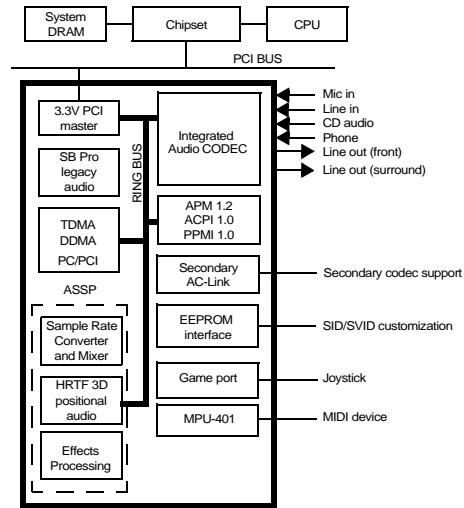 System
DRAM
Chipset
CPU
PCI BUS
3.3V PCI
master
SB Pro
legacy
audio
TDMA
DDMA
PC/PCI
ASSP
Sample Rate
Converter
and Mixer
HRTF 3D
positional
audio
Effects
Processing
RING BUS
Integrated
Audio CODEC
APM 1.2
ACPI 1.0
PPMI 1.0
Secondary
AC-Link
EEPROM
interface
Game port
MPU-401
Mic in
Line in
CD audio
Phone
Line out (front)
Line out (surround)
Secondary codec support
SID/SVID customization
Joystick
MIDI device